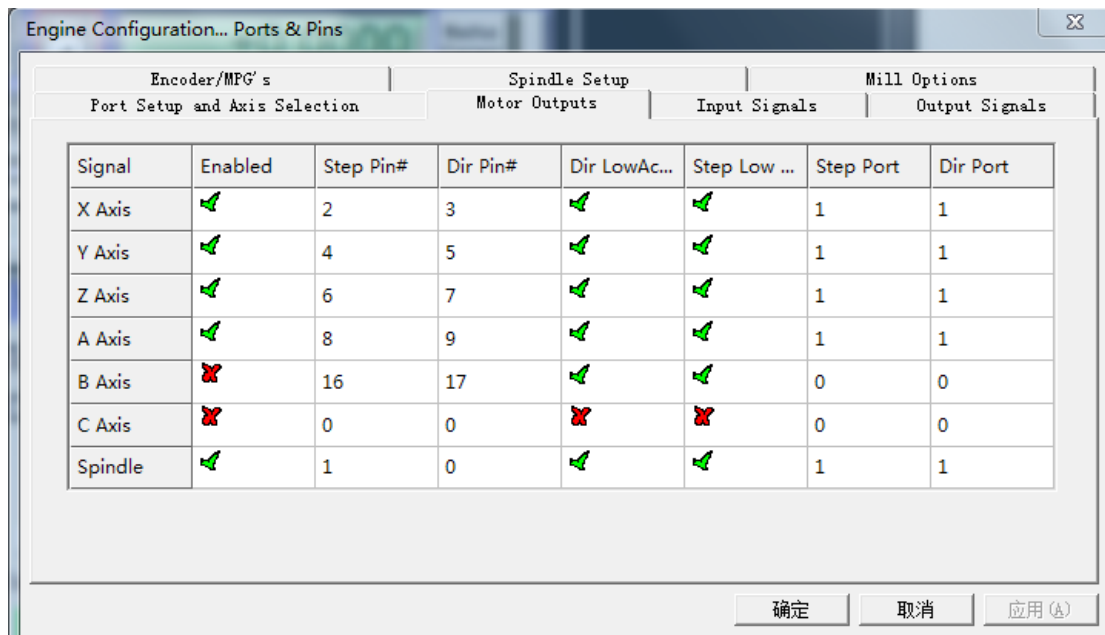 Engine Configuration... Ports & Pins
Encoder/MPG's Spindle Setup Mill Options
Port Setup and Axis Selection Motor Outputs Input Signals Output Signals
Signal Enabled Step Pin# Dir Pin# Dir LowAc... Step Low ... Step Port Dir Port
X Axis 2 3 1 1
Y Axis 4 5 1 1
Z Axis 6 7 1 1
A Axis 8 9 1 1
B Axis 16 17 0 0
C Axis 0 0 0 0
Spindle 1 0 1 1
确定 取消 应用(A)